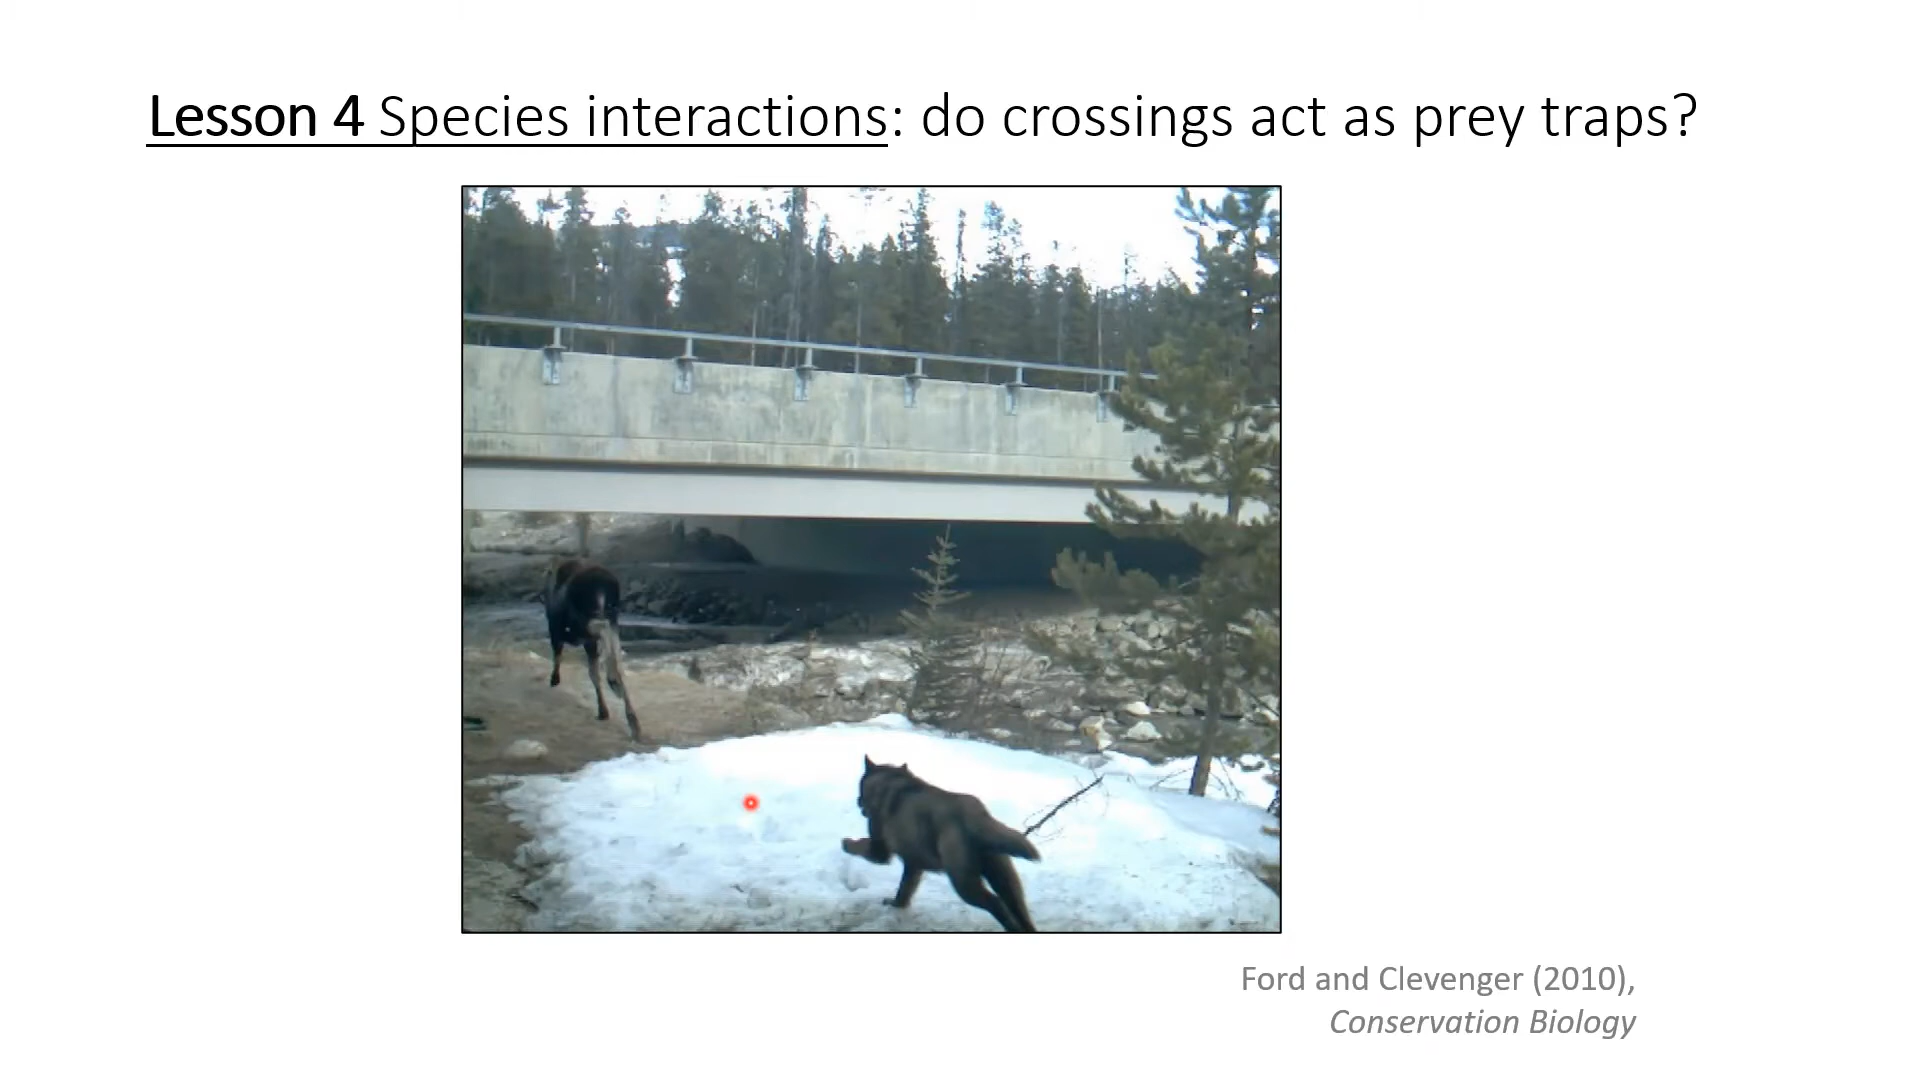 Lesson 4 Species interactions: do crossings act as prey traps?
Ford and Clevenger (2010),
Conservation Biology